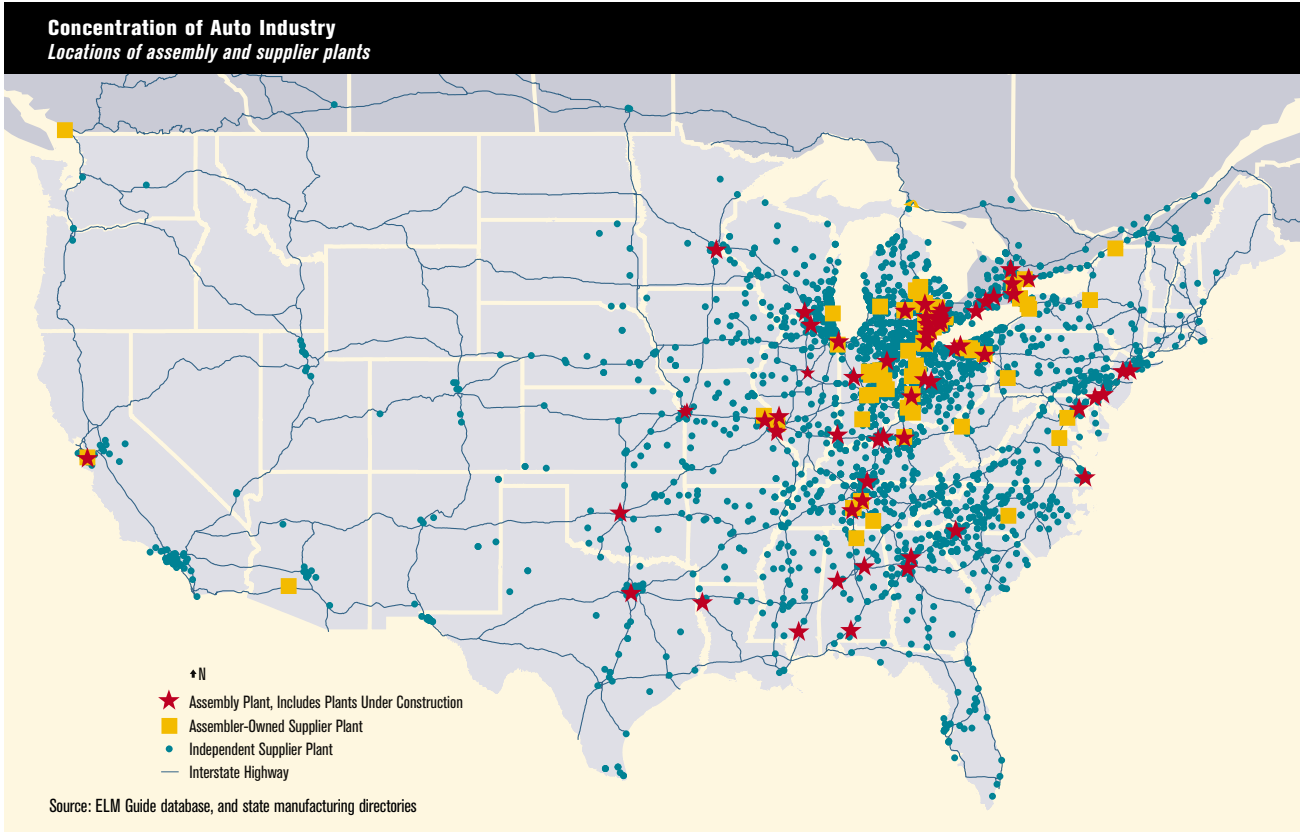 Concentration of Auto Industry
Locations of assembly and supplier plants
N
Assembly Plant, Includes Plants Under Construction
Assembler-Owned Supplier Plant
Independent Supplier Plant
Interstate Highway
Source: ELM Guide database, and state manufacturing directories